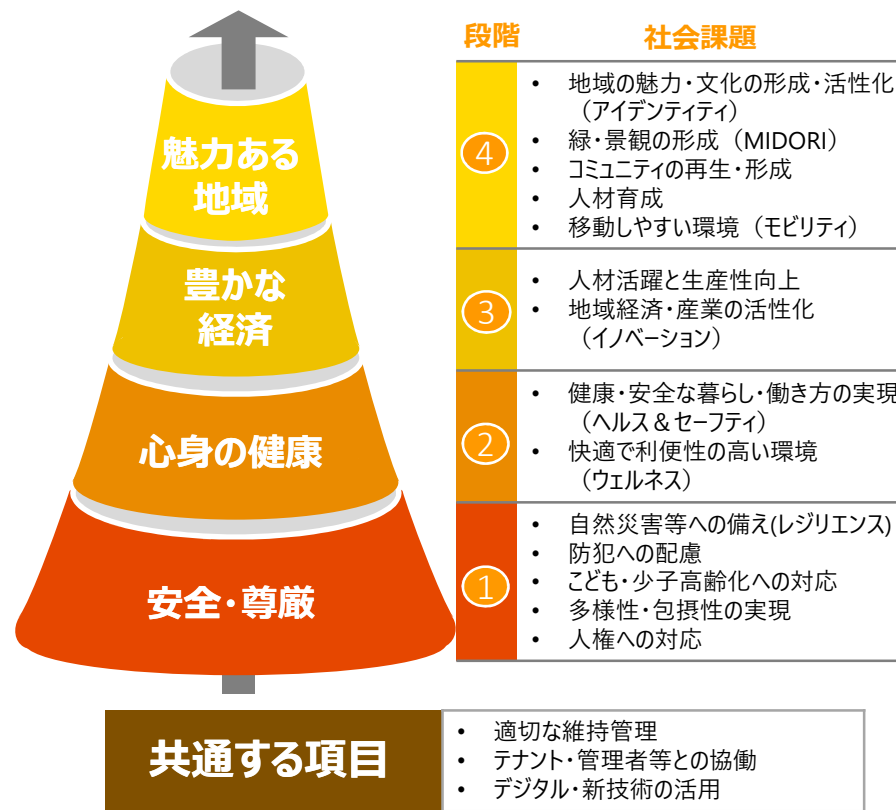 段階
社会課題
魅力ある
地域
④
• 地域の魅力・文化の形成・活性化
（アイデンティティ）
• 緑・景観の形成（MIDORI）
• コミュニティの再生・形成
• 人材育成
• 移動しやすい環境（モビリティ）
豊かな
経済
③
• 人材活躍と生産性向上
• 地域経済・産業の活性化
（イノベーション）
心身の健康
②
• 健康・安全な暮らし・働き方の実現
（ヘルス＆セーフティ）
• 快適で利便性の高い環境
（ウェルネス）
安全・尊厳
①
• 自然災害等への備え(レジリエンス)
• 防犯への配慮
• こども・少子高齢化への対応
• 多様性・包摂性の実現
• 人権への対応
共通する項目
• 適切な維持管理
• テナント・管理者等との協働
• デジタル・新技術の活用